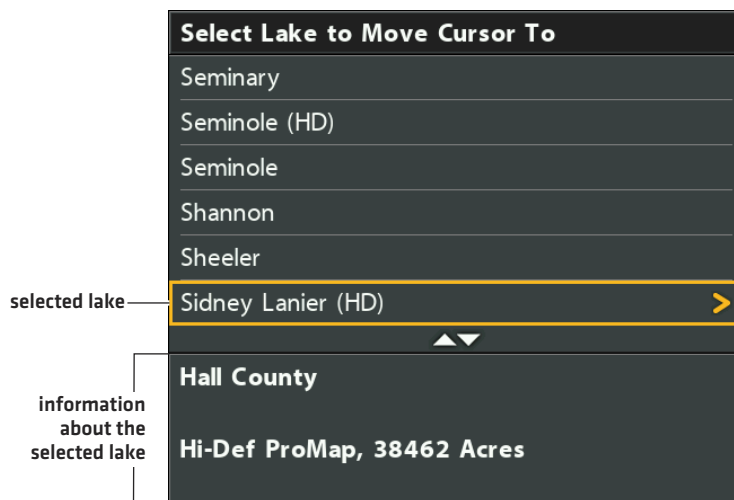 Select Lake to Move Cursor To
Seminary
Seminole (HD)
Seminole
Shannon
Sheeler
selected lake
Sidney Lanier (HD)
Hall County
information
about the
selected lake
Hi-Def ProMap, 38462 Acres